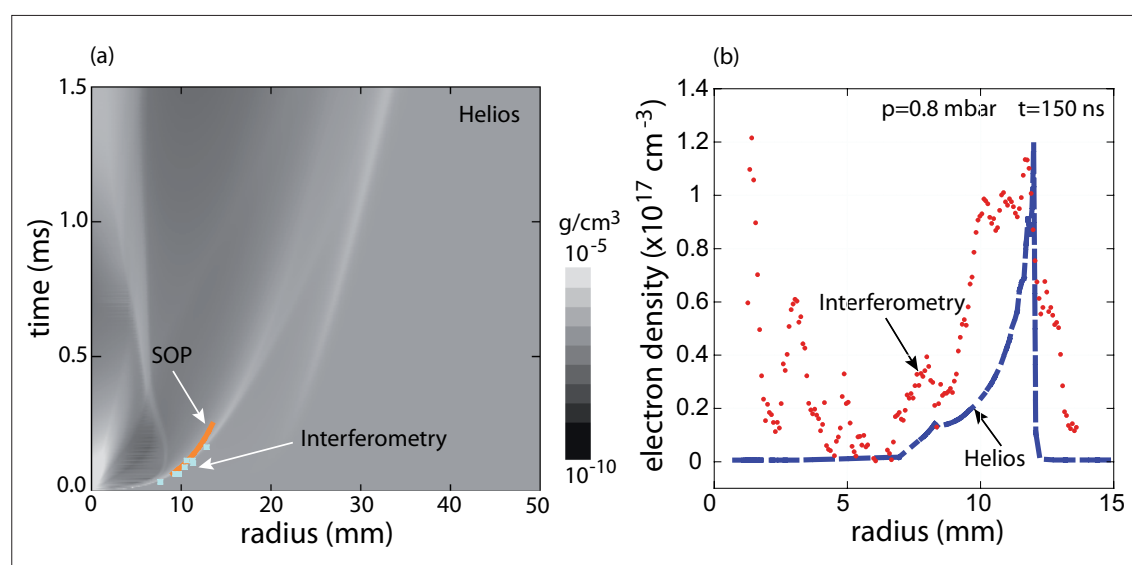 (a)
1.5
1.0
0.5
0.0
time (ms)
0
10
20
30
40
50
radius (mm)
Helios
SOP
Interferometry
g/cm³
10⁻⁵
10⁻¹⁰
(b)
1.4
1.2
1.0
0.8
0.6
0.4
0.2
0
electron density (x10¹⁷ cm⁻³)
0
5
10
15
radius (mm)
p=0.8 mbar t=150 ns
Interferometry
Helios